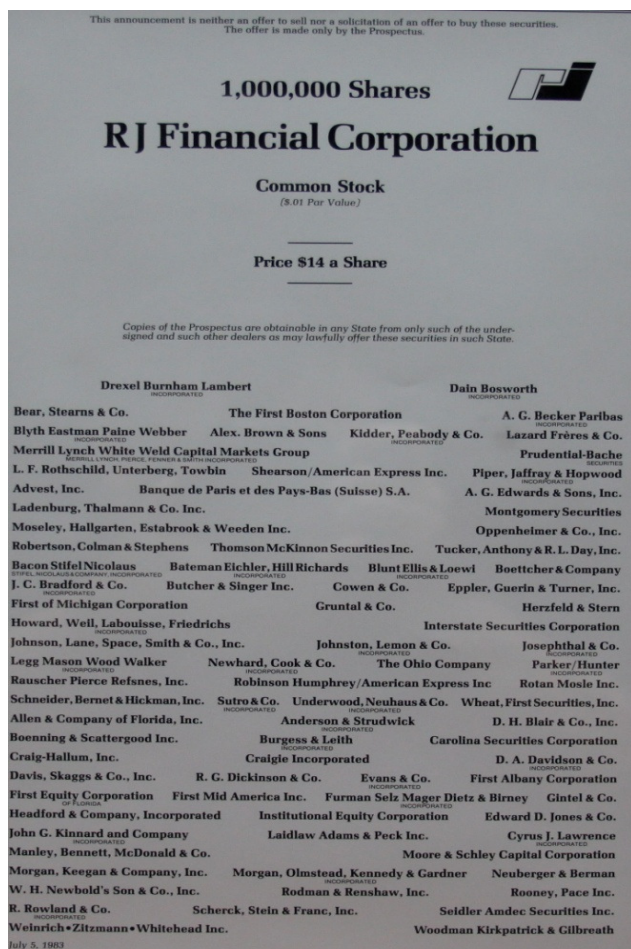 This announcement is neither an offer to sell nor a solicitation of an offer to buy these securities.
The offer is made only by the Prospectus.
1,000,000 Shares
RJ
R J Financial Corporation
Common Stock
($.01 Par Value)
Price $14 a Share
Copies of the Prospectus are obtainable in any State from only such of the under-
signed and such other dealers as may lawfully offer these securities in such State.
Drexel Burnham Lambert Dain Bosworth
INCORPORATED INCORPORATED
Bear, Stearns & Co. The First Boston Corporation A. G. Becker Paribas
INCORPORATED
Blyth Eastman Paine Webber Alex. Brown & Sons Kidder, Peabody & Co. Lazard Frères & Co.
INCORPORATED INCORPORATED
Merrill Lynch White Weld Capital Markets Group Prudential-Bache
MERRILL LYNCH, PIERCE, FENNER & SMITH INCORPORATED SECURITIES
L. F. Rothschild, Unterberg, Towbin Shearson/American Express Inc. Piper, Jaffray & Hopwood
INCORPORATED
Advest, Inc. Banque de Paris et des Pays-Bas (Suisse) S.A. A. G. Edwards & Sons, Inc.
Ladenburg, Thalmann & Co. Inc. Montgomery Securities
Moseley, Hallgarten, Estabrook & Weeden Inc. Oppenheimer & Co., Inc.
Robertson, Colman & Stephens Thomson McKinnon Securities Inc. Tucker, Anthony & R. L. Day, Inc.
Bacon Stifel Nicolaus Bateman Eichler, Hill Richards Blunt Ellis & Loewi Boettcher & Company
STIFEL, NICOLAUS & COMPANY, INCORPORATED INCORPORATED INCORPORATED
J. C. Bradford & Co. Butcher & Singer Inc. Cowen & Co. Eppler, Guerin & Turner, Inc.
INCORPORATED
First of Michigan Corporation Gruntal & Co. Herzfeld & Stern
Howard, Weil, Labouisse, Friedrichs Interstate Securities Corporation
INCORPORATED
Johnson, Lane, Space, Smith & Co., Inc. Johnston, Lemon & Co. Josephthal & Co.
INCORPORATED INCORPORATED
Legg Mason Wood Walker Newhard, Cook & Co. The Ohio Company Parker/Hunter
INCORPORATED INCORPORATED INCORPORATED
Rauscher Pierce Refsnes, Inc. Robinson Humphrey/American Express Inc Rotan Mosle Inc.
Schneider, Bernet & Hickman, Inc. Sutro & Co. Underwood, Neuhaus & Co. Wheat, First Securities, Inc.
INCORPORATED INCORPORATED
Allen & Company of Florida, Inc. Anderson & Strudwick D. H. Blair & Co., Inc.
INCORPORATED
Boenning & Scattergood Inc. Burgess & Leith Carolina Securities Corporation
INCORPORATED
Craig-Hallum, Inc. Craigie Incorporated D. A. Davidson & Co.
INCORPORATED
Davis, Skaggs & Co., Inc. R. G. Dickinson & Co. Evans & Co. First Albany Corporation
INCORPORATED
First Equity Corporation First Mid America Inc. Furman Selz Mager Dietz & Birney Gintel & Co.
OF FLORIDA INCORPORATED
Headford & Company, Incorporated Institutional Equity Corporation Edward D. Jones & Co.
John G. Kinnard and Company Laidlaw Adams & Peck Inc. Cyrus J. Lawrence
INCORPORATED INCORPORATED
Manley, Bennett, McDonald & Co. Moore & Schley Capital Corporation
Morgan, Keegan & Company, Inc. Morgan, Olmstead, Kennedy & Gardner Neuberger & Berman
INCORPORATED
W. H. Newbold's Son & Co., Inc. Rodman & Renshaw, Inc. Rooney, Pace Inc.
R. Rowland & Co. Scherck, Stein & Franc, Inc. Seidler Amdec Securities Inc.
INCORPORATED
Weinrich•Zitzmann•Whitehead Inc. Woodman Kirkpatrick & Gilbreath
July 5, 1983